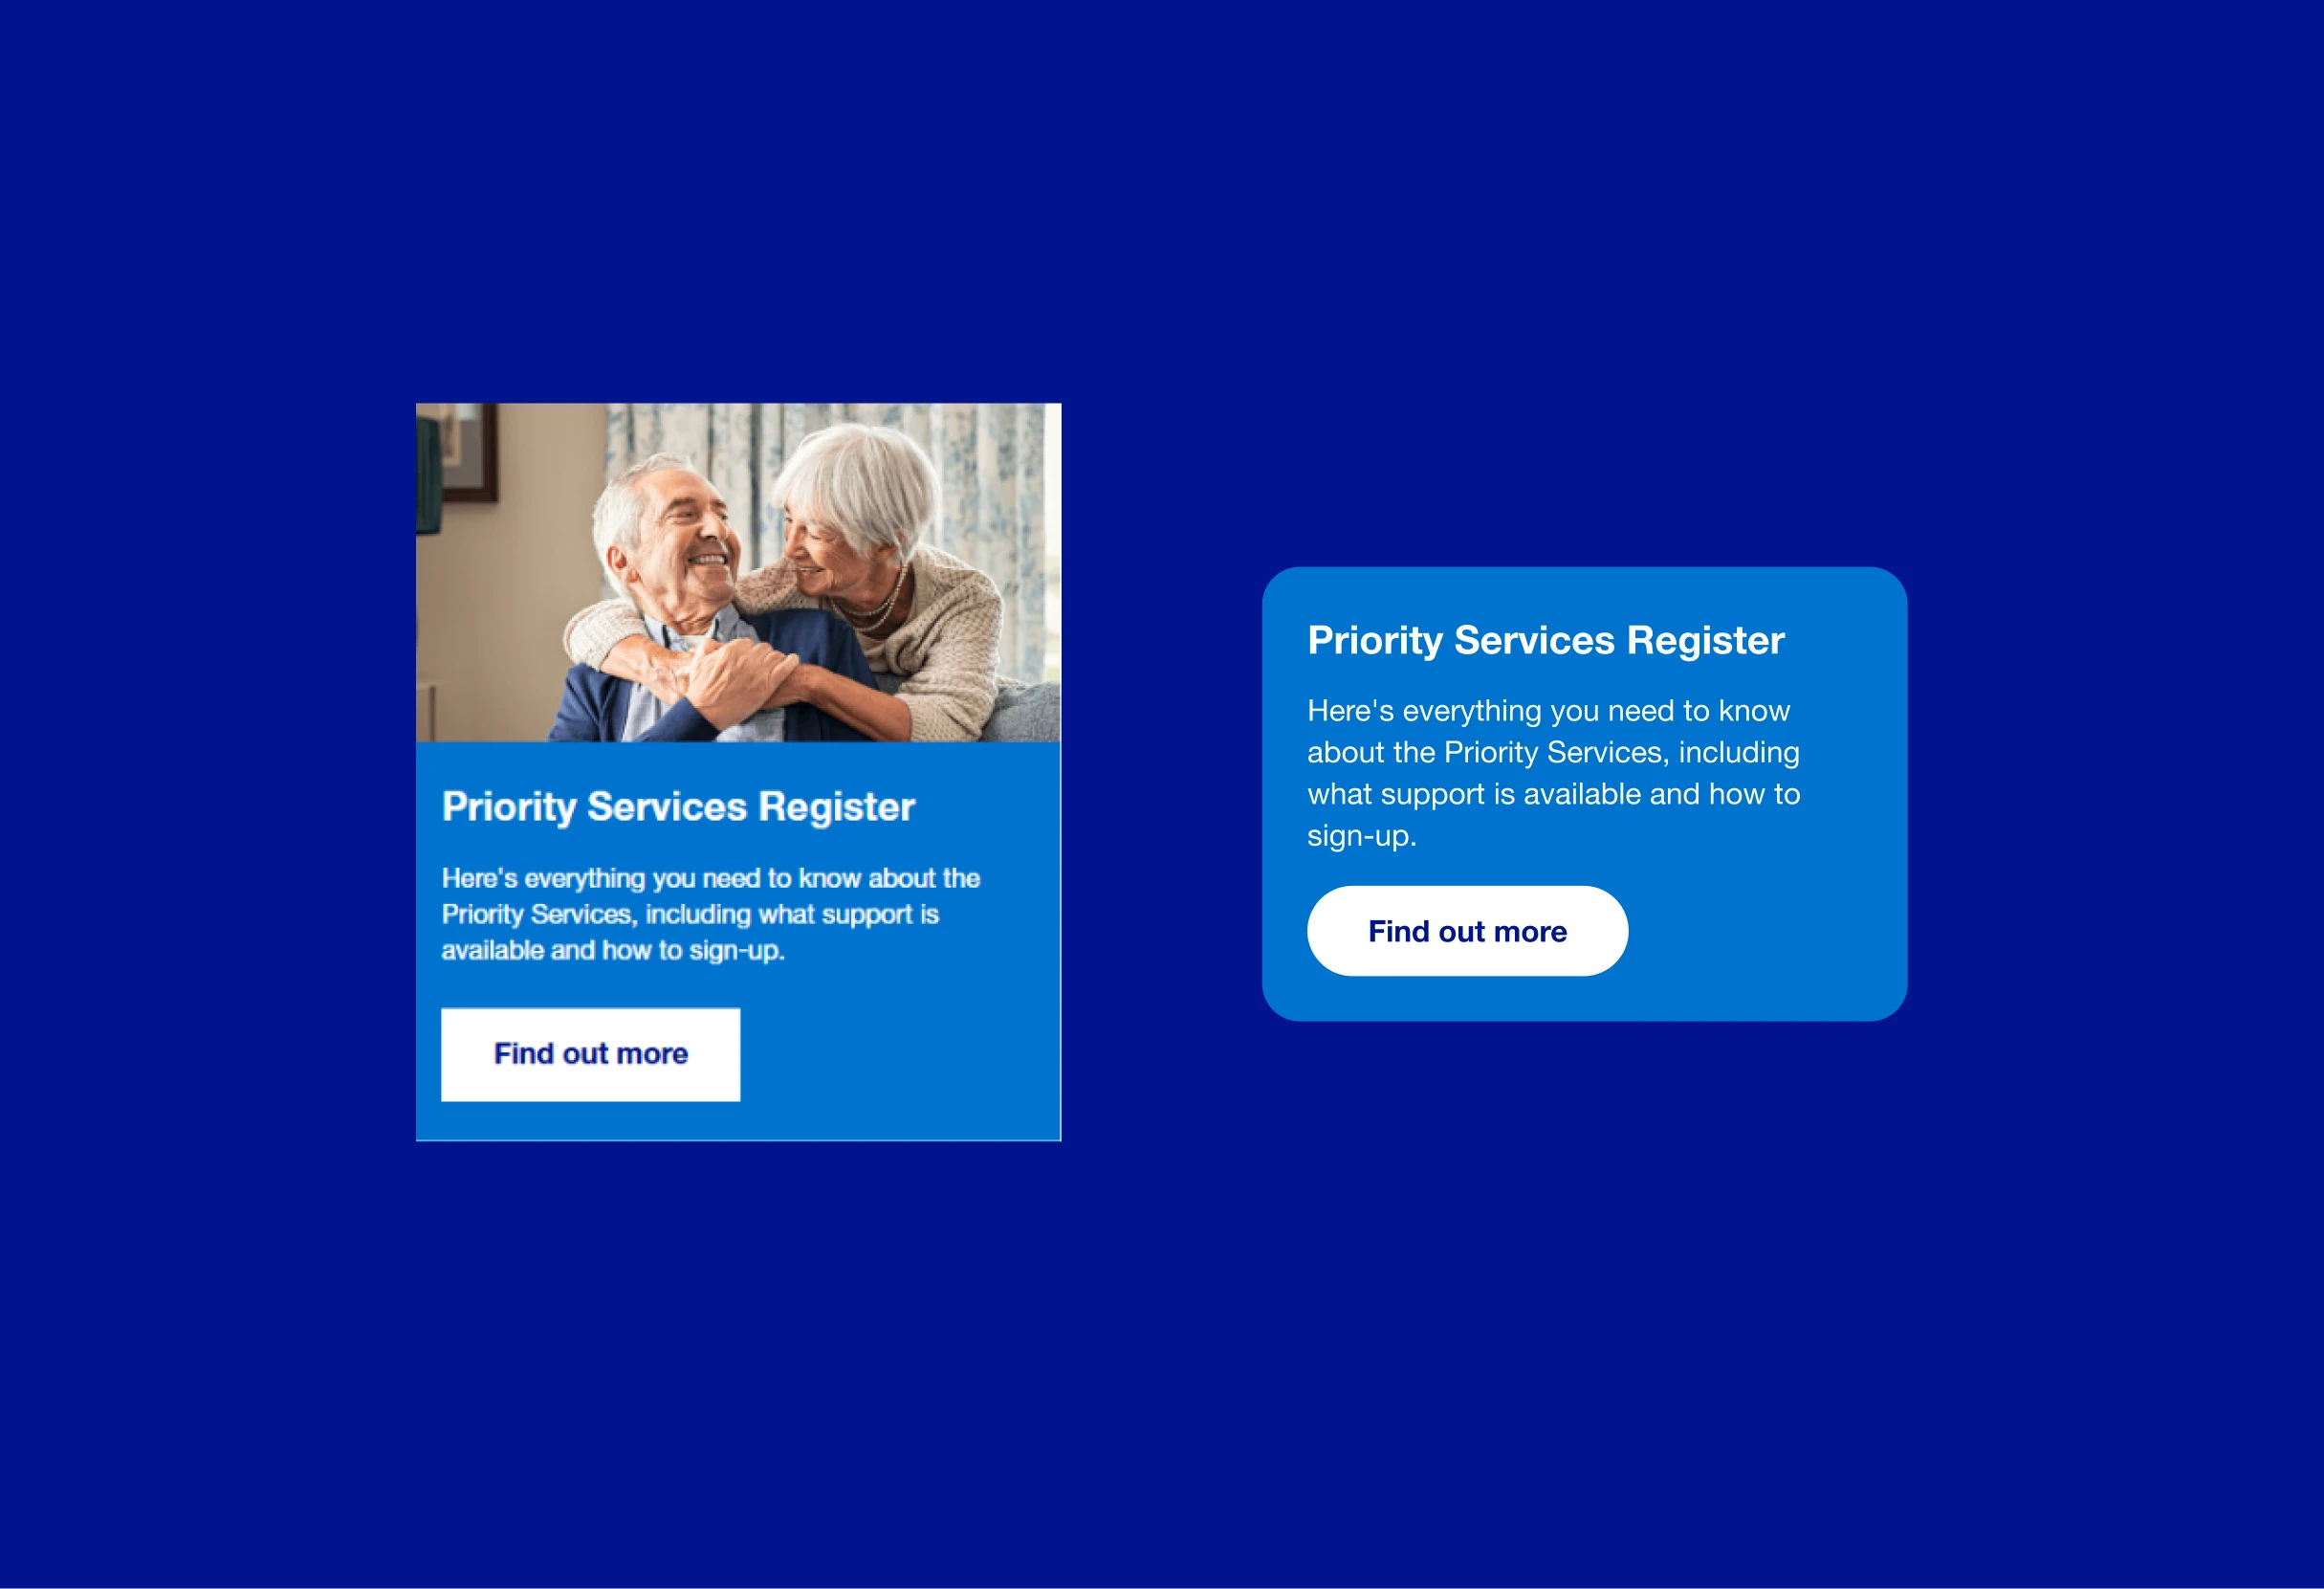 Priority Services Register
Here's everything you need to know about the
Priority Services, including what support is
available and how to sign-up.
Find out more
Priority Services Register
Here's everything you need to know
about the Priority Services, including
what support is available and how to
sign-up.
Find out more